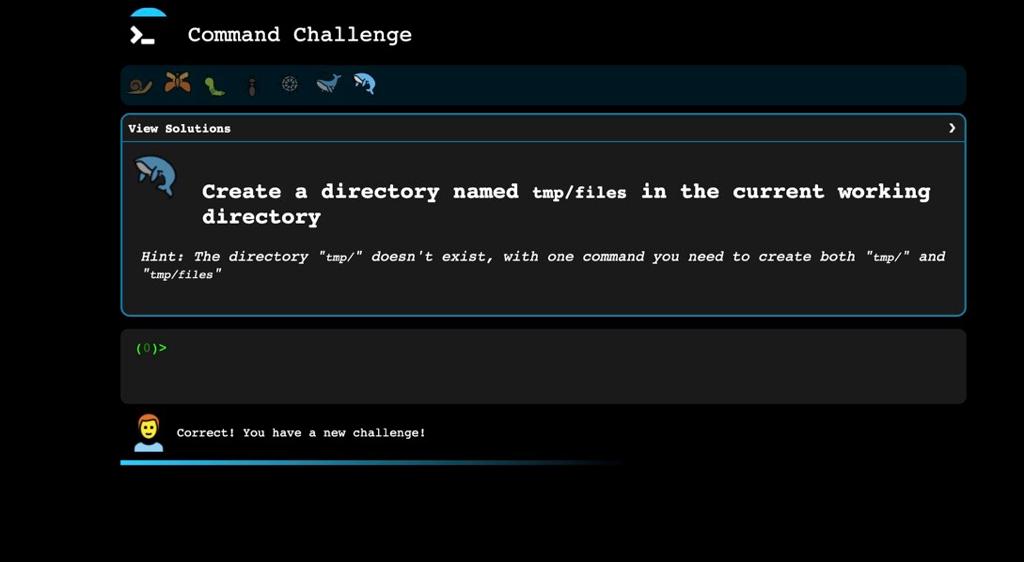 Command Challenge
View Solutions
Create a directory named tmp/files in the current working
directory
Hint: The directory "tmp/" doesn't exist, with one command you need to create both "tmp/" and
"tmp/files"
(0)>
Correct! You have a new challenge!